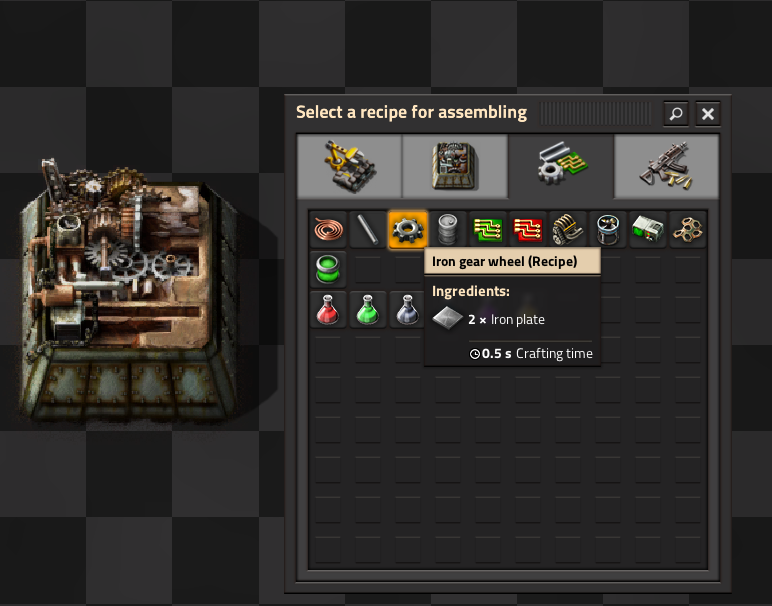 Select a recipe for assembling
Iron gear wheel (Recipe)
Ingredients:
2 × Iron plate
0.5 s Crafting time